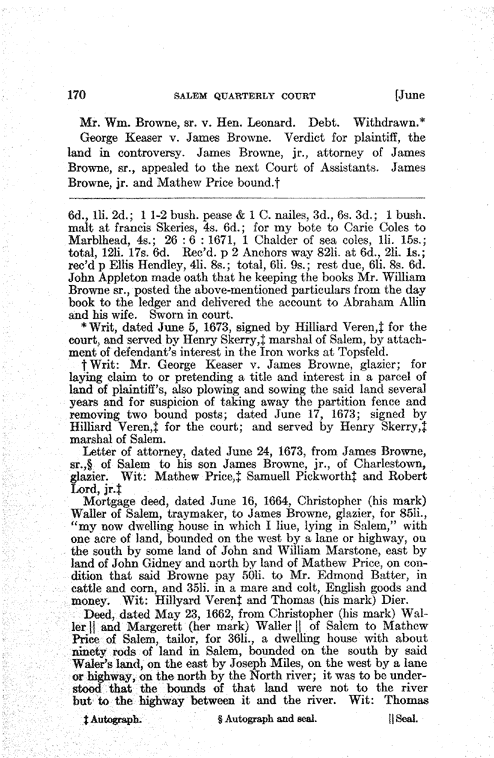 170 SALEM QUARTERLY COURT [June
Mr. Wm. Browne, sr. v. Hen. Leonard. Debt. Withdrawn.*
George Keaser v. James Browne. Verdict for plaintiff, the
land in controversy. James Browne, jr., attorney of James
Browne, sr., appealed to the next Court of Assistants. James
Browne, jr. and Mathew Price bound.†
6d., 1li. 2d.; 1 1-2 bush. pease & 1 C. nailes, 3d., 6s. 3d.; 1 bush.
malt at francis Skeries, 4s. 6d.; for my bote to Carie Coles to
Marblhead, 4s.; 26 : 6 : 1671, 1 Chalder of sea coles, 1li. 15s.;
total, 12li. 17s. 6d. Rec'd. p 2 Anchors way 82li. at 6d., 2li. 1s.;
rec'd p Ellis Hendley, 4li. 8s.; total, 6li. 9s.; rest due, 6li. 8s. 6d.
John Appleton made oath that he keeping the books Mr. William
Browne sr., posted the above-mentioned particulars from the day
book to the ledger and delivered the account to Abraham Allin
and his wife. Sworn in court.
* Writ, dated June 5, 1673, signed by Hilliard Veren,‡ for the
court, and served by Henry Skerry,‡ marshal of Salem, by attach-
ment of defendant's interest in the Iron works at Topsfeld.
† Writ: Mr. George Keaser v. James Browne, glazier; for
laying claim to or pretending a title and interest in a parcel of
land of plaintiff's, also plowing and sowing the said land several
years and for suspicion of taking away the partition fence and
removing two bound posts; dated June 17, 1673; signed by
Hilliard Veren,‡ for the court; and served by Henry Skerry,‡
marshal of Salem.
Letter of attorney, dated June 24, 1673, from James Browne,
sr.,§ of Salem to his son James Browne, jr., of Charlestown,
glazier. Wit: Mathew Price,‡ Samuell Pickworth‡ and Robert
Lord, jr.‡
Mortgage deed, dated June 16, 1664, Christopher (his mark)
Waller of Salem, traymaker, to James Browne, glazier, for 85li.,
"my now dwelling house in which I liue, lying in Salem," with
one acre of land, bounded on the west by a lane or highway, on
the south by some land of John and William Marstone, east by
land of John Gidney and north by land of Mathew Price, on con-
dition that said Browne pay 50li. to Mr. Edmond Batter, in
cattle and corn, and 35li. in a mare and colt, English goods and
money. Wit: Hillyard Veren‡ and Thomas (his mark) Dier.
Deed, dated May 23, 1662, from Christopher (his mark) Wal-
ler || and Margerett (her mark) Waller || of Salem to Mathew
Price of Salem, tailor, for 36li., a dwelling house with about
ninety rods of land in Salem, bounded on the south by said
Waler's land, on the east by Joseph Miles, on the west by a lane
or highway, on the north by the North river; it was to be under-
stood that the bounds of that land were not to the river
but to the highway between it and the river. Wit: Thomas
‡ Autograph. § Autograph and seal. || Seal.